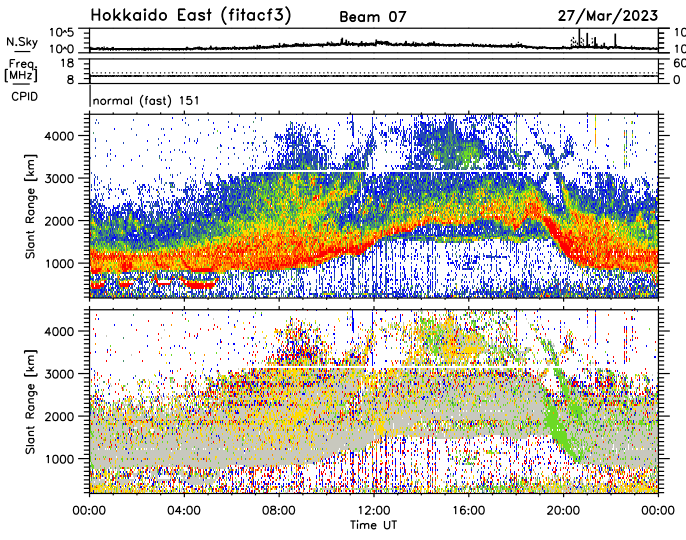 Hokkaido East (fitacf3) Beam 07 27/Mar/2023
N.Sky 10^5 10^0 10 10
Freq. [MHz] 18 8 60 0
CPID normal (fast) 151
Slant Range [km] 4000 3000 2000 1000
Slant Range [km] 4000 3000 2000 1000
00:00 04:00 08:00 12:00 16:00 20:00 00:00
Time UT